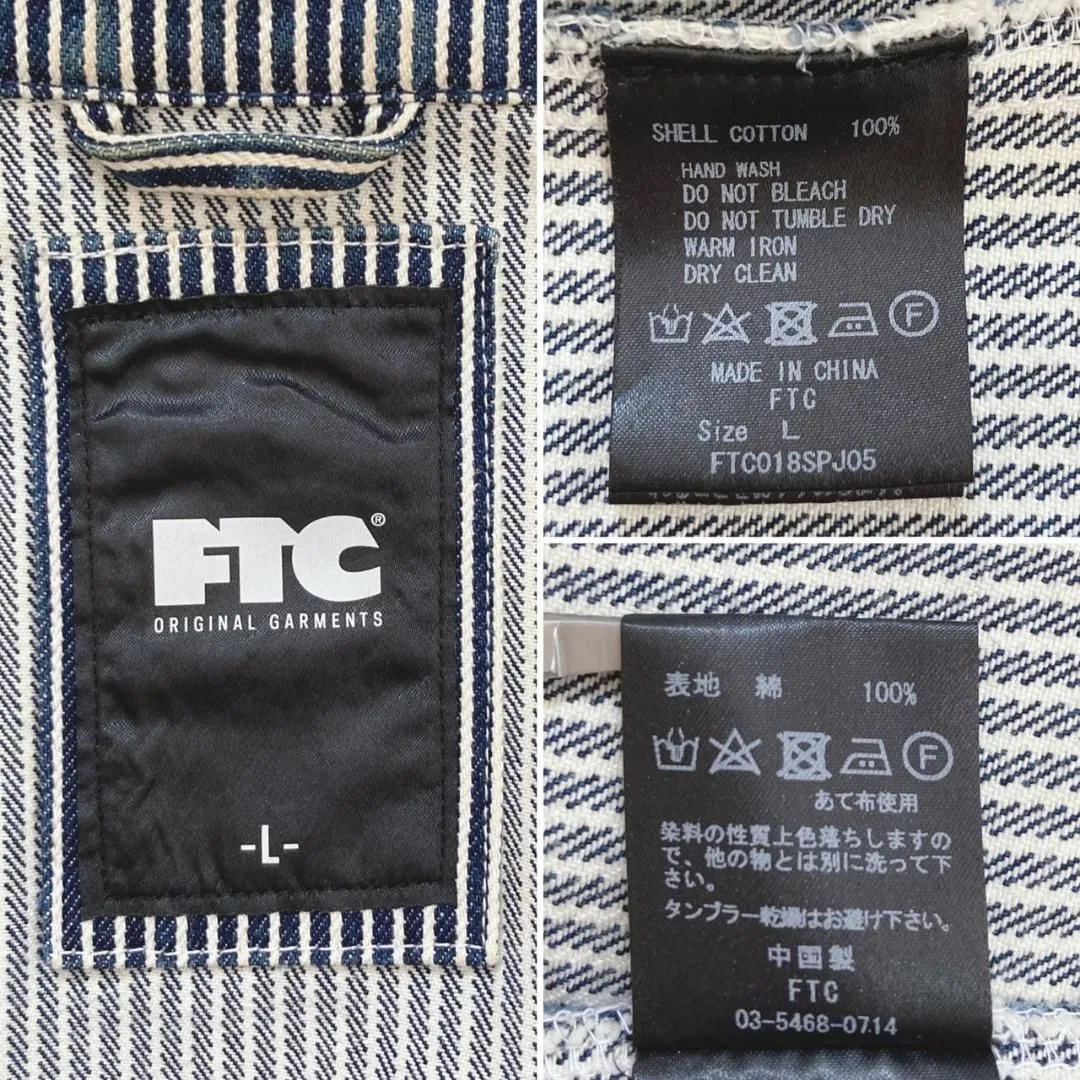 FTC®
ORIGINAL GARMENTS
-L-
SHELL COTTON 100%
HAND WASH
DO NOT BLEACH
DO NOT TUMBLE DRY
WARM IRON
DRY CLEAN
F
MADE IN CHINA
FTC
Size L
FTC018SPJ05
表地 綿 100%
F
あて布使用
染料の性質上色落ちしますの
で、他の物とは別に洗って下
さい。
タンブラー乾燥はお避け下さい。
中国製
FTC
03-5468-0714